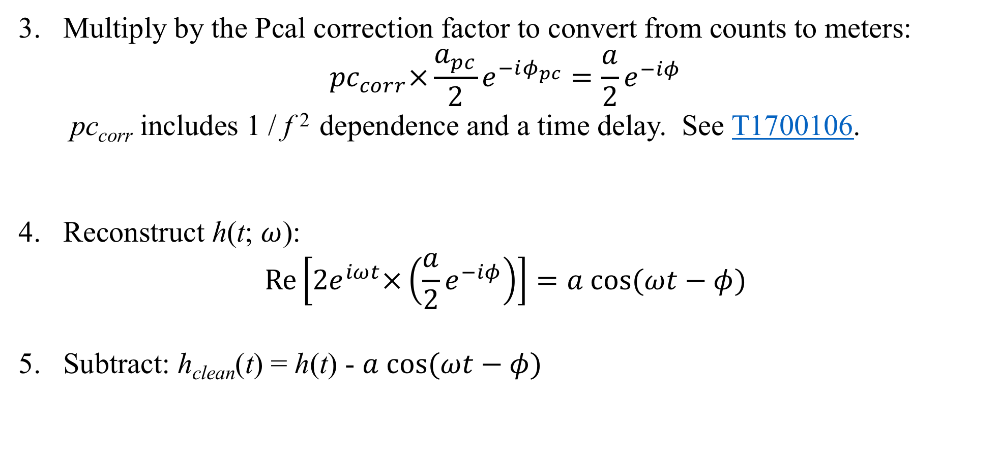 3. Multiply by the Pcal correction factor to convert from counts to meters:
$pc_{corr} \times \frac{a_{pc}}{2} e^{-i\phi_{pc}} = \frac{a}{2} e^{-i\phi}$
$pc_{corr}$ includes $1 / f^2$ dependence and a time delay. See T1700106.
4. Reconstruct $h(t; \omega)$:
$\mathrm{Re}\left[2e^{i\omega t} \times \left(\frac{a}{2} e^{-i\phi}\right)\right] = a \cos(\omega t - \phi)$
5. Subtract: $h_{clean}(t) = h(t) - a \cos(\omega t - \phi)$